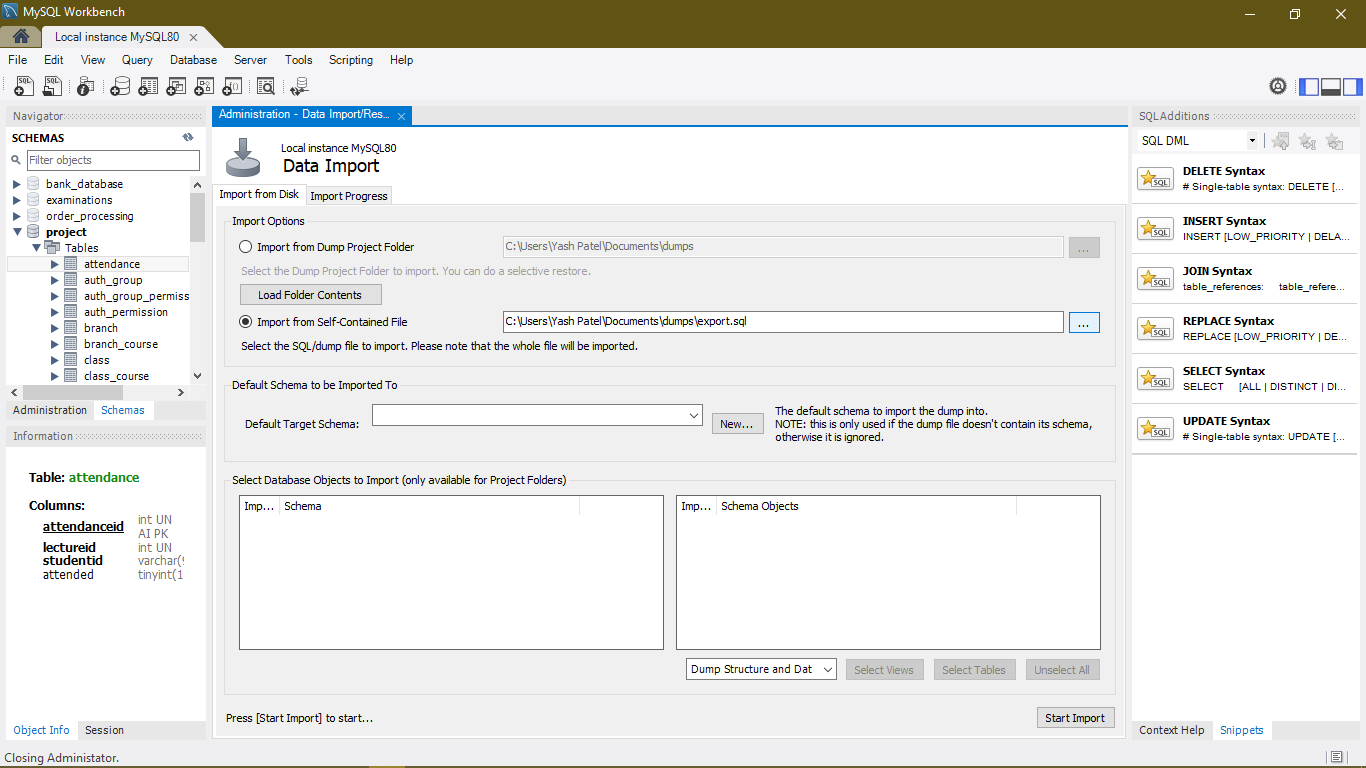 MySQL Workbench
Local instance MySQL80
File Edit View Query Database Server Tools Scripting Help
Navigator
SCHEMAS
Filter objects
bank_database
examinations
order_processing
project
Tables
attendance
auth_group
auth_group_permiss
auth_permission
branch
branch_course
class
class_course
Administration Schemas
Information
Table: attendance
Columns:
attendanceid int UN
AI PK
lectureid int UN
studentid varchar(9
attended tinyint(1
Object Info Session
Administration - Data Import/Res...
Local instance MySQL80
Data Import
Import from Disk Import Progress
Import Options
Import from Dump Project Folder C:\Users\Yash Patel\Documents\dumps ...
Select the Dump Project Folder to import. You can do a selective restore.
Load Folder Contents
Import from Self-Contained File C:\Users\Yash Patel\Documents\dumps\export.sql ...
Select the SQL/dump file to import. Please note that the whole file will be imported.
Default Schema to be Imported To
Default Target Schema: New...
The default schema to import the dump into.
NOTE: this is only used if the dump file doesn't contain its schema,
otherwise it is ignored.
Select Database Objects to Import (only available for Project Folders)
Imp... Schema
Imp... Schema Objects
Dump Structure and Dat Select Views Select Tables Unselect All
Press [Start Import] to start...
Start Import
SQLAdditions
SQL DML
DELETE Syntax
# Single-table syntax: DELETE [...
INSERT Syntax
INSERT [LOW_PRIORITY | DELA...
JOIN Syntax
table_references: table_refere...
REPLACE Syntax
REPLACE [LOW_PRIORITY | DE...
SELECT Syntax
SELECT [ALL | DISTINCT | DI...
UPDATE Syntax
# Single-table syntax: UPDATE [...
Context Help Snippets
Closing Administator.